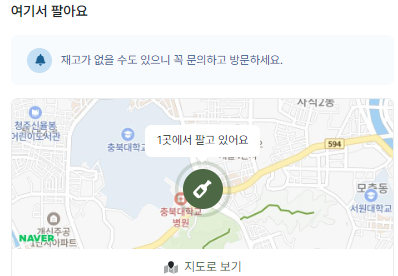 여기서 팔아요
재고가 없을 수도 있으니 꼭 문의하고 방문하세요.
사직2동
청주신율봉
어린이도서관
충북대학교
1곳에서 팔고 있어요
594
모충동
서원대학교
충북대학교
병원
개신주공
1단지아파트
NAVER
지도로 보기